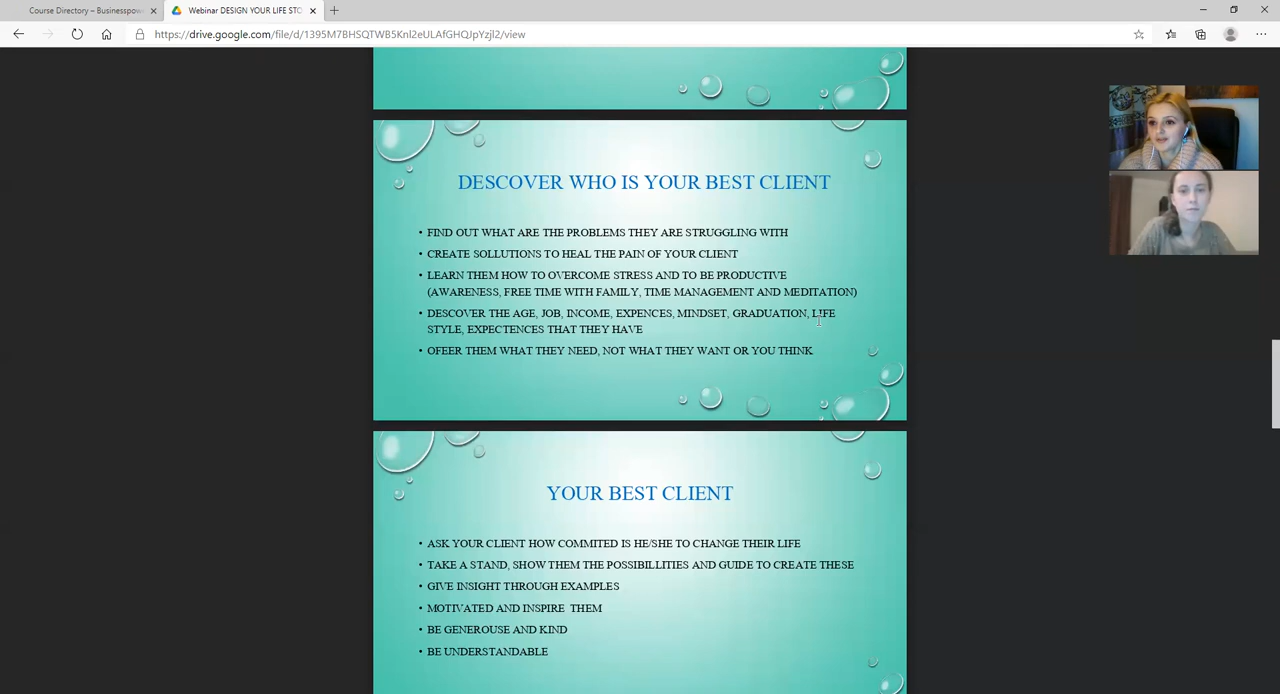 Course Directory – Businesspow
Webinar DESIGN YOUR LIFE STO
https://drive.google.com/file/d/1395M7BHSQTWB5Knl2eULAfGHQJpYzjl2/view
DESCOVER WHO IS YOUR BEST CLIENT
• FIND OUT WHAT ARE THE PROBLEMS THEY ARE STRUGGLING WITH
• CREATE SOLLUTIONS TO HEAL THE PAIN OF YOUR CLIENT
• LEARN THEM HOW TO OVERCOME STRESS AND TO BE PRODUCTIVE
(AWARENESS, FREE TIME WITH FAMILY, TIME MANAGEMENT AND MEDITATION)
• DESCOVER THE AGE, JOB, INCOME, EXPENCES, MINDSET, GRADUATION, LIFE
STYLE, EXPECTENCES THAT THEY HAVE
• OFEER THEM WHAT THEY NEED, NOT WHAT THEY WANT OR YOU THINK
YOUR BEST CLIENT
• ASK YOUR CLIENT HOW COMMITED IS HE/SHE TO CHANGE THEIR LIFE
• TAKE A STAND, SHOW THEM THE POSSIBILLITIES AND GUIDE TO CREATE THESE
• GIVE INSIGHT THROUGH EXAMPLES
• MOTIVATED AND INSPIRE THEM
• BE GENEROUSE AND KIND
• BE UNDERSTANDABLE